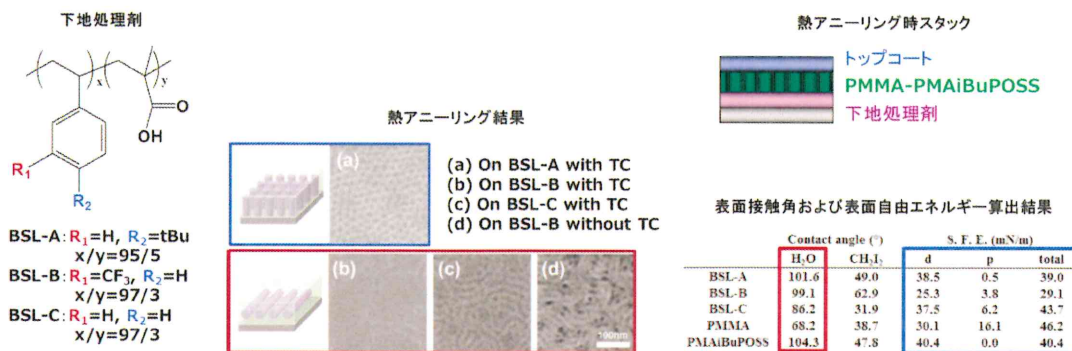 下地処理剤
x
y
O
OH
R1
R2
BSL-A:R1=H, R2=tBu
x/y=95/5
BSL-B:R1=CF3, R2=H
x/y=97/3
BSL-C:R1=H, R2=H
x/y=97/3
熱アニーリング結果
(a)
(a) On BSL-A with TC
(b) On BSL-B with TC
(c) On BSL-C with TC
(d) On BSL-B without TC
(b) (c) (d)
100nm
熱アニーリング時スタック
トップコート
PMMA-PMAiBuPOSS
下地処理剤
表面接触角および表面自由エネルギー算出結果
Contact angle (°) S. F. E. (mN/m)
H2O CH2I2 d p total
BSL-A 101.6 49.0 38.5 0.5 39.0
BSL-B 99.1 62.9 25.3 3.8 29.1
BSL-C 86.2 31.9 37.5 6.2 43.7
PMMA 68.2 38.7 30.1 16.1 46.2
PMAiBuPOSS 104.3 47.8 40.4 0.0 40.4